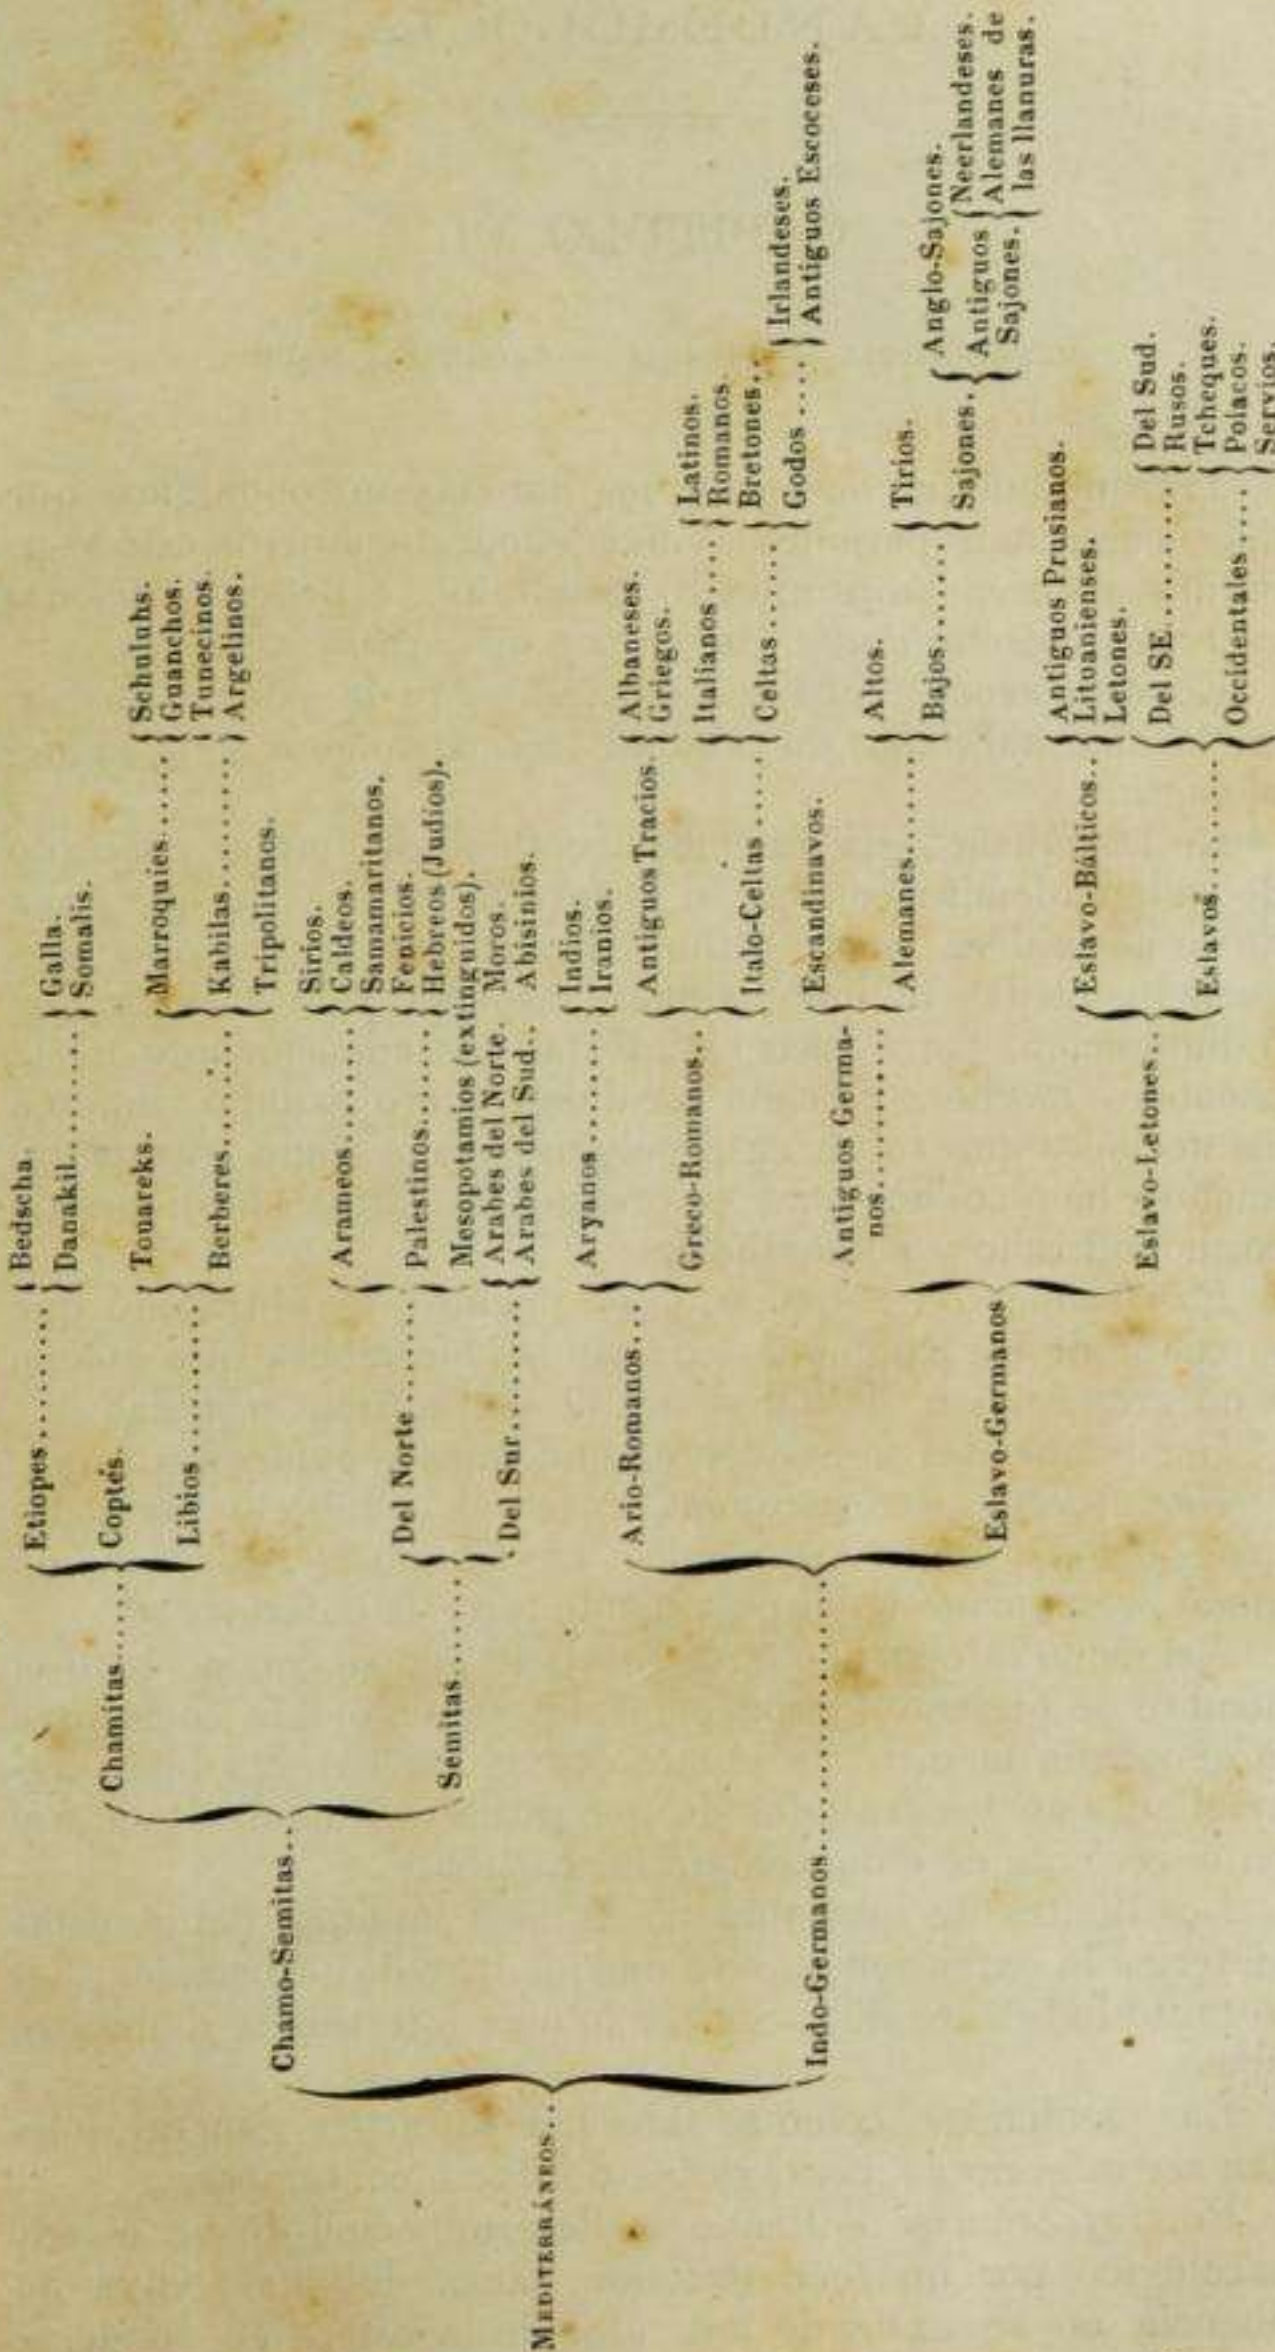 MEDITERRÁNEOS...
Chamo-Semitas..
Chamitas......
Etiopes.........
Bedscha.
Danakil.........
Galla.
Somalis.
Coptés.
Libios..........
Touareks.
Berberes........
Marroquies......
Schuluhs.
Guanchos.
Kabilas.........
Tunecinos.
Argelinos.
Tripolitanos.
Semitas.......
Del Norte.......
Arameos.........
Sirios.
Caldeos.
Samaritanos.
Palestinos.......
Fenicios.
Hebreos (Judios).
Mesopotamios (extinguidos).
Del Sur..........
Arabes del Norte. Moros.
Arabes del Sud.. Abisinios.
Indo-Germanos........................
Ario-Romanos...
Aryanos........
Indios.
Iranios.
Greco-Romanos..
Antiguos Tracios.
Albaneses.
Griegos.
Italo-Celtas.....
Italianos....
Latinos.
Romanos.
Celtas......
Bretones..
Godos....
Irlandeses.
Antiguos Escoceses.
Eslavo-Germanos
Antiguos Germa-
nos...........
Escandinavos.
Alemanes........
Altos.
Bajos.......
Tirios.
Sajones.
Anglo-Sajones.
Antiguos
Sajones.
Neerlandeses.
Alemanes de
las llanuras.
Eslavo-Letones..
Eslavo-Bálticos..
Antiguos Prusianos.
Litoanienses.
Letones.
Eslavos.........
Del SE.........
Del Sud.
Rusos.
Occidentales....
Tcheques.
Polacos.
Servios.